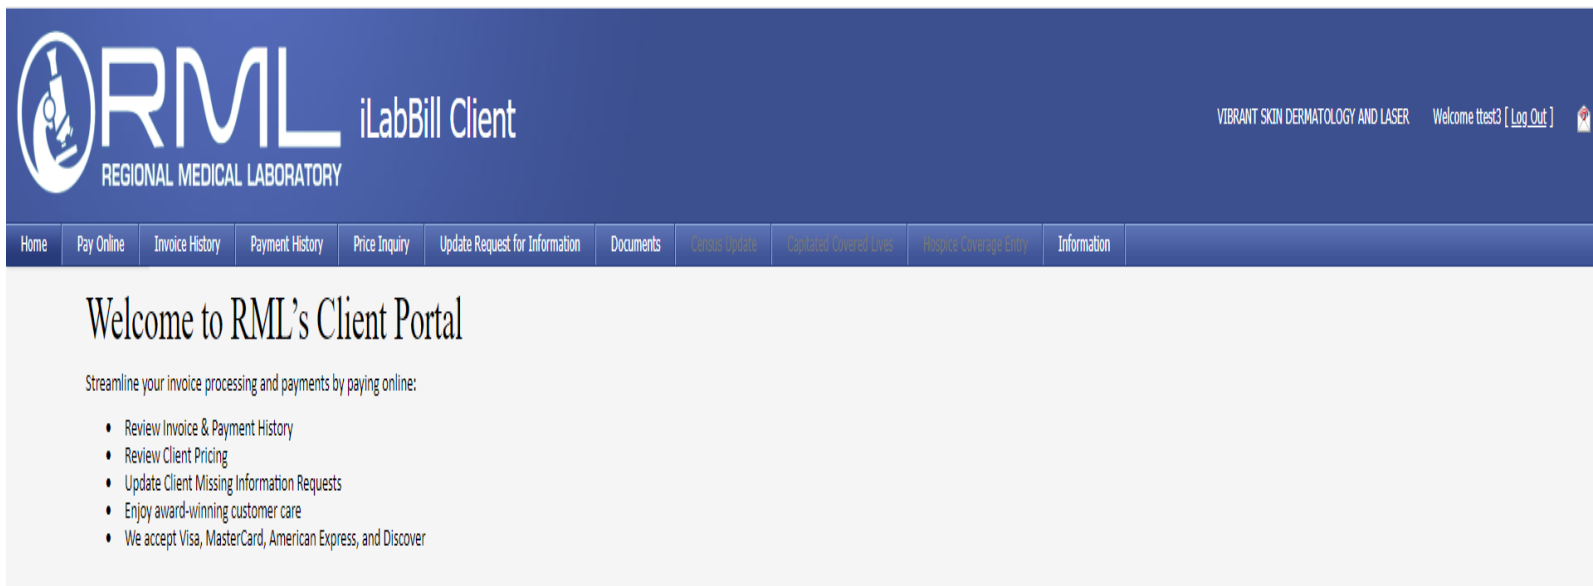 RML
REGIONAL MEDICAL LABORATORY
iLabBill Client
VIBRANT SKIN DERMATOLOGY AND LASER Welcome ttest3 [ Log Out ]
Home Pay Online Invoice History Payment History Price Inquiry Update Request for Information Documents Census Update Capitated Covered Lives Hospice Coverage Entry Information
Welcome to RML’s Client Portal
Streamline your invoice processing and payments by paying online:
• Review Invoice & Payment History
• Review Client Pricing
• Update Client Missing Information Requests
• Enjoy award-winning customer care
• We accept Visa, MasterCard, American Express, and Discover